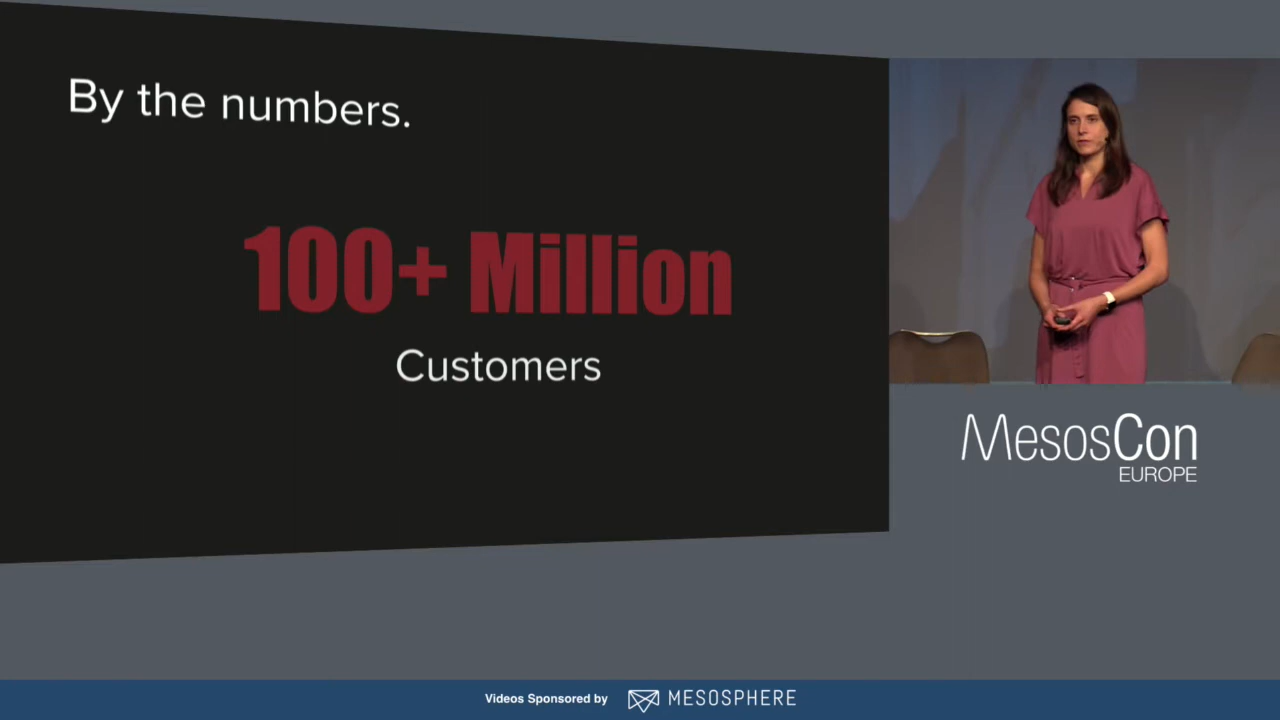 By the numbers.
100+ Million
Customers
MesosCon
EUROPE
Videos Sponsored by MESOSPHERE